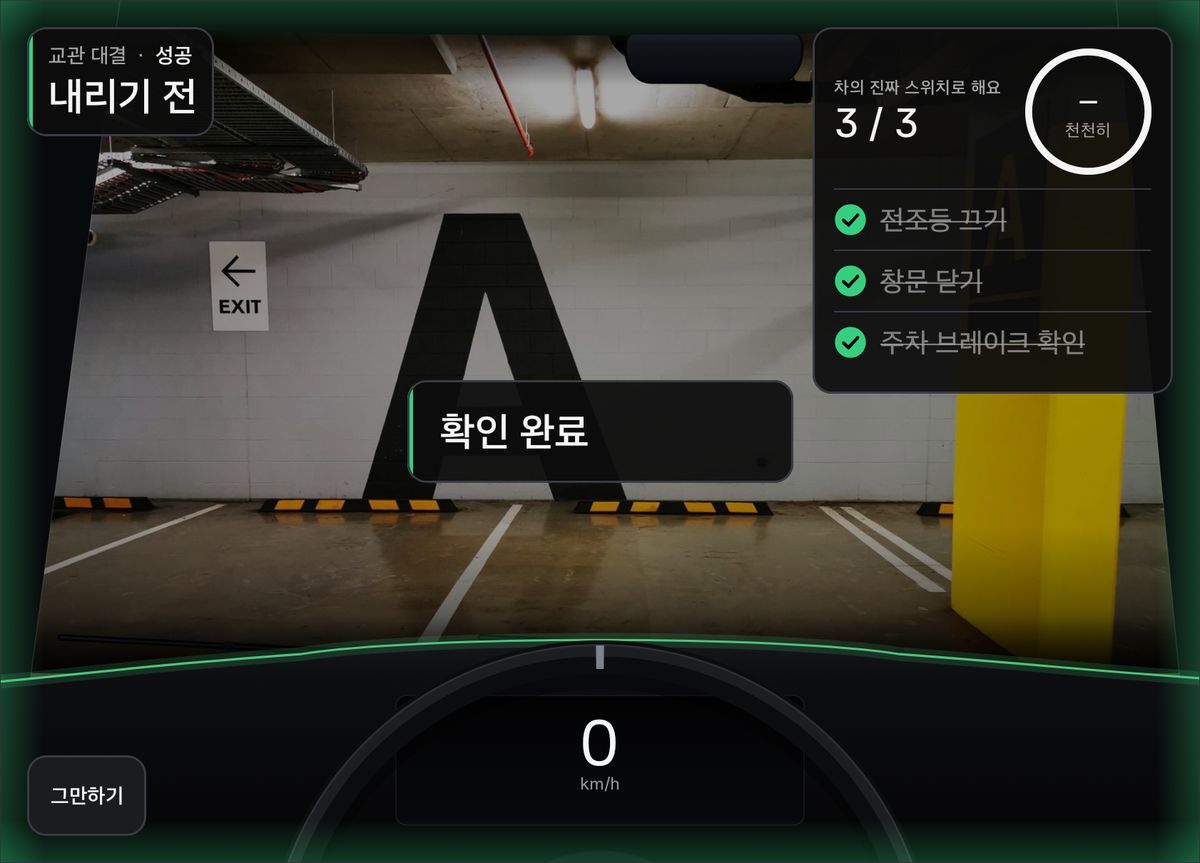 교관 대결 · 성공
내리기 전
차의 진짜 스위치로 해요
3 / 3
–
천천히
전조등 끄기
창문 닫기
주차 브레이크 확인
← EXIT
A
확인 완료
0
km/h
그만하기